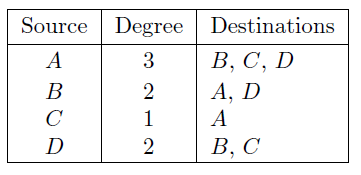 Source Degree Destinations
A 3 B, C, D
B 2 A, D
C 1 A
D 2 B, C